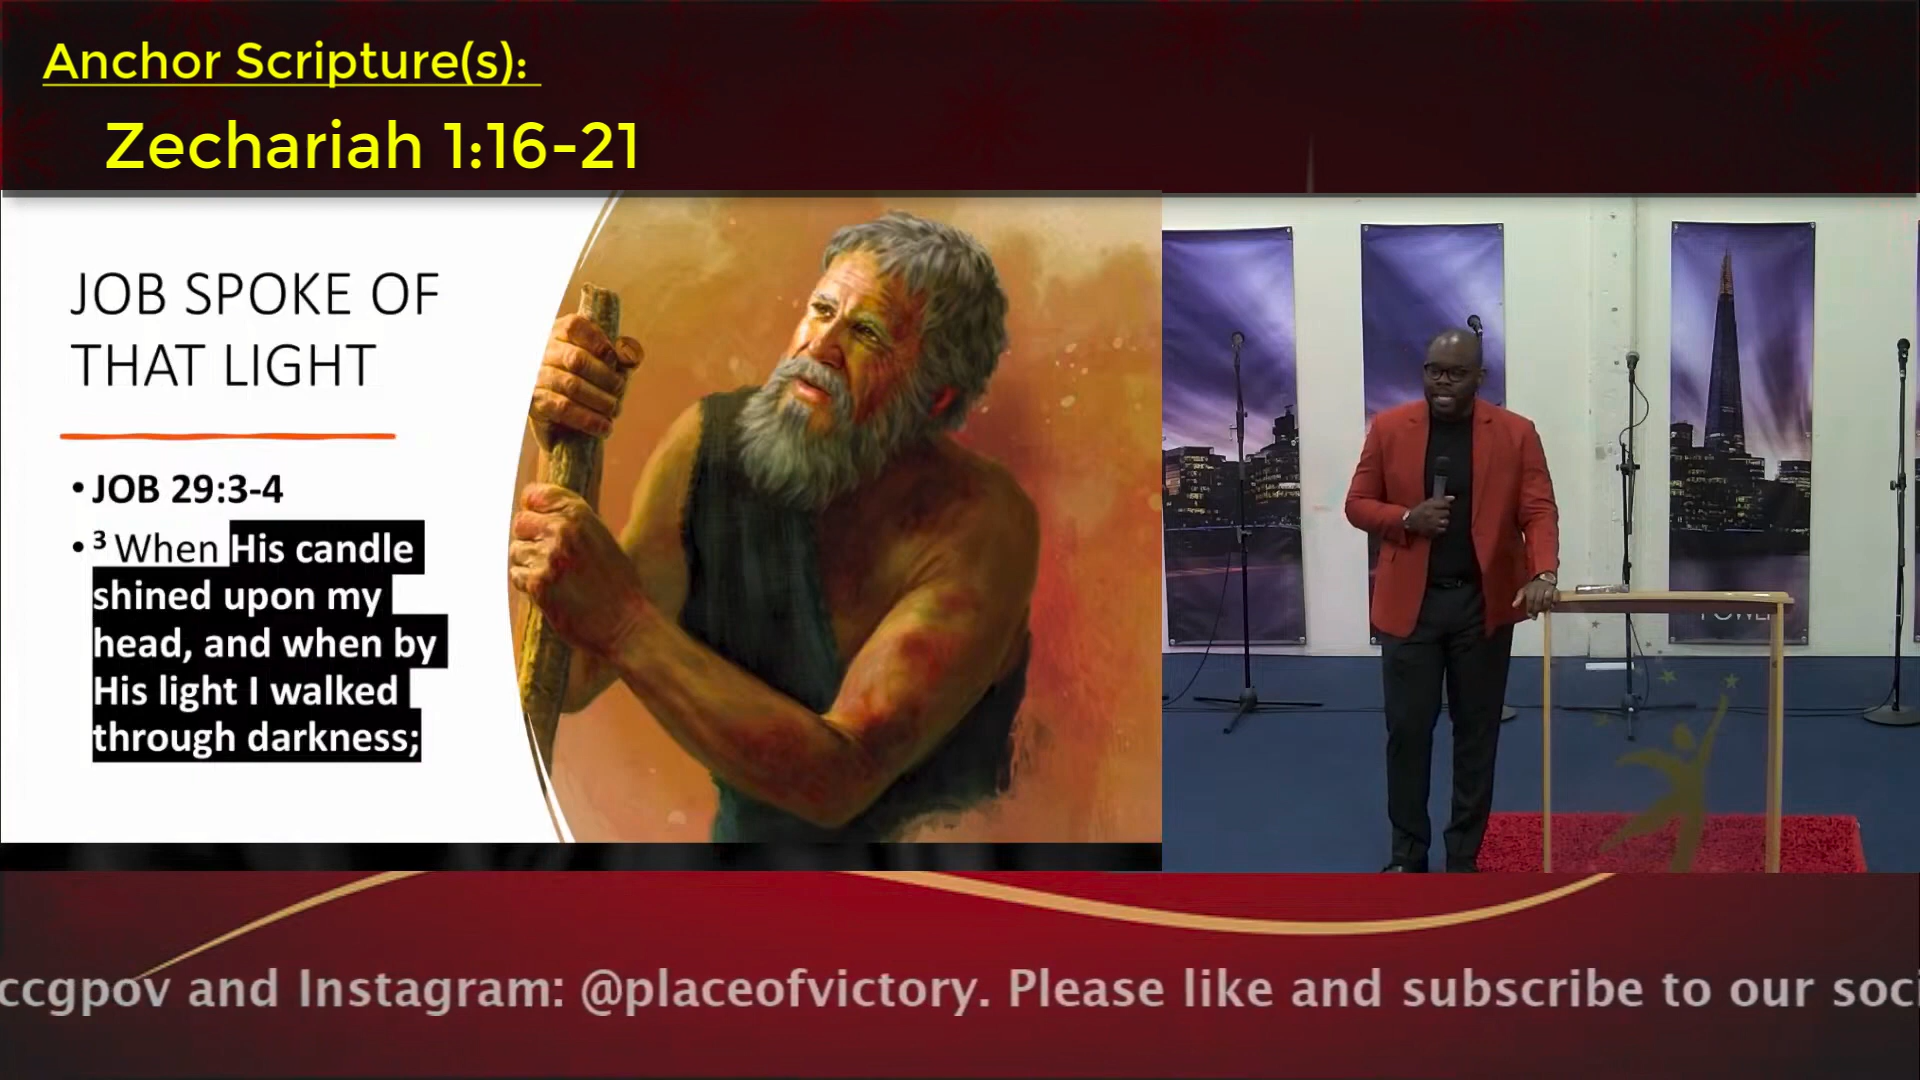 Anchor Scripture(s):
Zechariah 1:16-21
JOB SPOKE OF
THAT LIGHT
• JOB 29:3-4
• 3 When His candle
shined upon my
head, and when by
His light I walked
through darkness;
POWER
ccgpov and Instagram: @placeofvictory. Please like and subscribe to our soci